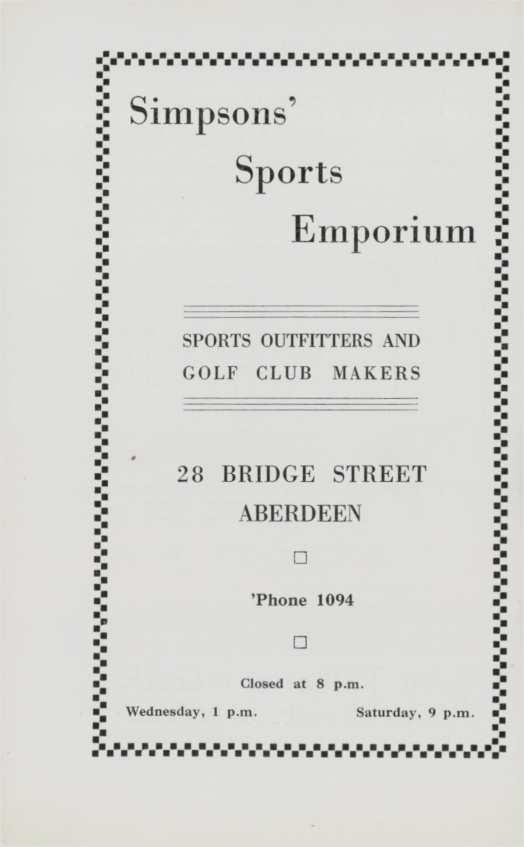 Simpsons’
Sports
Emporium
SPORTS OUTFITTERS AND
GOLF CLUB MAKERS
28 BRIDGE STREET
ABERDEEN
’Phone 1094
Closed at 8 p.m.
Wednesday, 1 p.m. Saturday, 9 p.m.